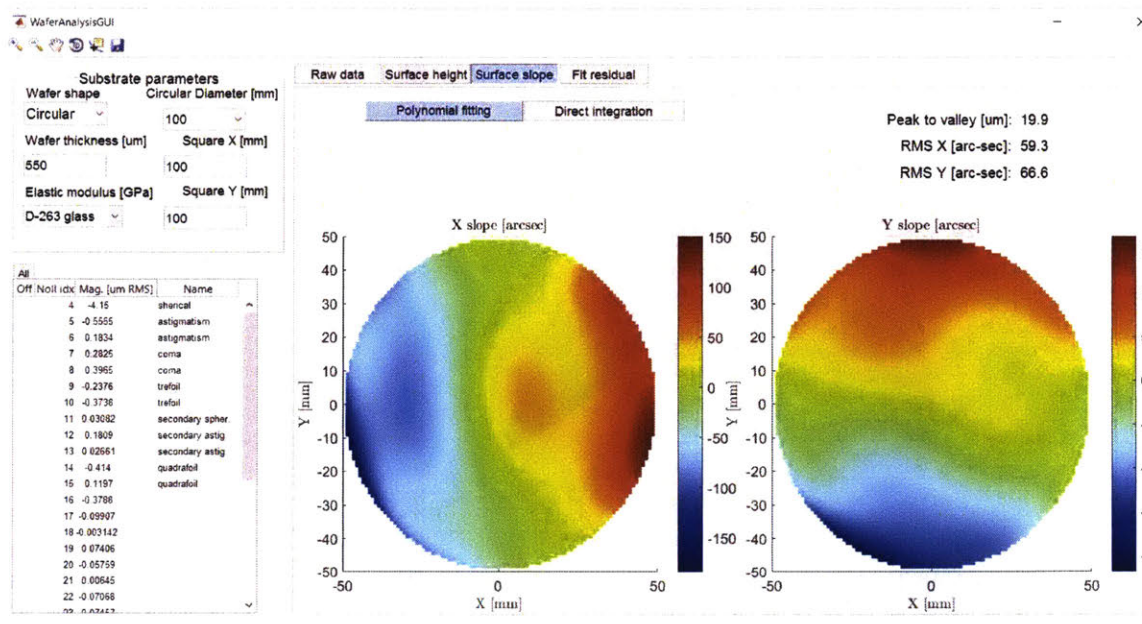 WaferAnalysisGUI
Substrate parameters
Wafer shape Circular Diameter [mm]
Circular 100
Wafer thickness [um] Square X [mm]
550 100
Elastic modulus [GPa] Square Y [mm]
D-263 glass 100
Raw data Surface height Surface slope Fit residual
Polynomial fitting Direct integration
Peak to valley [um]: 19.9
RMS X [arc-sec]: 59.3
RMS Y [arc-sec]: 66.6
All
Off Noll idx Mag. [um RMS] Name
4 -4.15 sherical
5 -0.5555 astigmatism
6 0.1834 astigmatism
7 0.2825 coma
8 0.3965 coma
9 -0.2376 trefoil
10 -0.3738 trefoil
11 0.03082 secondary spher.
12 0.1809 secondary astig
13 0.02661 secondary astig
14 -0.414 quadrafoil
15 0.1197 quadrafoil
16 -0.3788
17 -0.09907
18 -0.003142
19 0.07406
20 -0.05759
21 0.00645
22 -0.07068
X slope [arcsec]
50
40
30
20
10
0
-10
-20
-30
-40
-50
Y [mm]
-50 0 50
X [mm]
150
100
50
0
-50
-100
-150
Y slope [arcsec]
50
40
30
20
10
0
-10
-20
-30
-40
-50
Y [mm]
-50 0 50
X [mm]